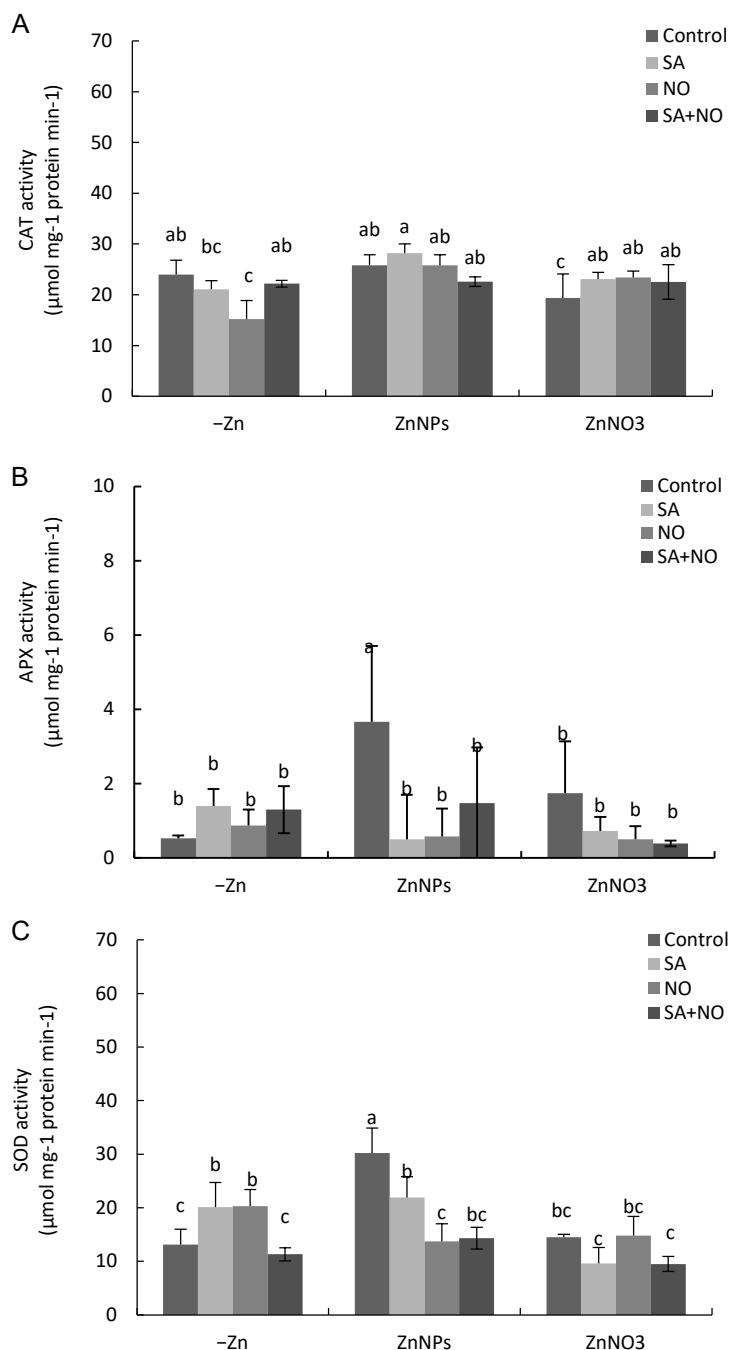 A
CAT activity
(μmol mg-1 protein min-1)
70
60
50
40
30
20
10
0
Control
SA
NO
SA+NO
ab
bc
c
ab
ab
a
ab
ab
c
ab
ab
ab
−Zn
ZnNPs
ZnNO3
B
APX activity
(μmol mg-1 protein min-1)
10
8
6
4
2
0
Control
SA
NO
SA+NO
b
b
b
b
a
b
b
b
b
b
b
b
−Zn
ZnNPs
ZnNO3
C
SOD activity
(μmol mg-1 protein min-1)
70
60
50
40
30
20
10
0
Control
SA
NO
SA+NO
c
b
b
c
a
b
c
bc
bc
c
bc
c
−Zn
ZnNPs
ZnNO3